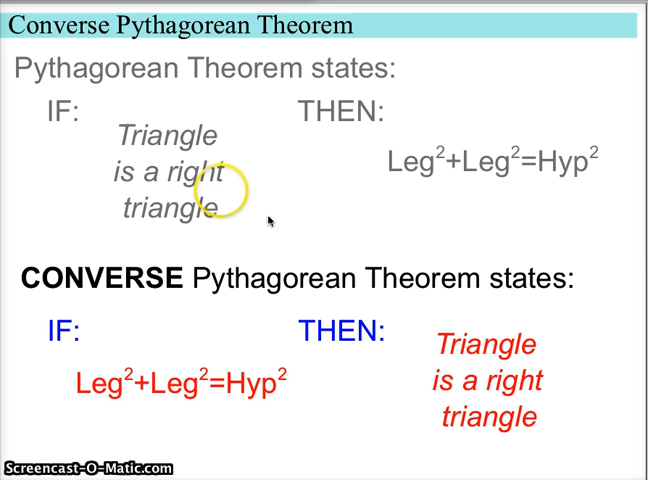 Converse Pythagorean Theorem
Pythagorean Theorem states:
IF: THEN:
Triangle
is a right
triangle
Leg²+Leg²=Hyp²
CONVERSE Pythagorean Theorem states:
IF: THEN:
Leg²+Leg²=Hyp²
Triangle
is a right
triangle
Screencast-O-Matic.com